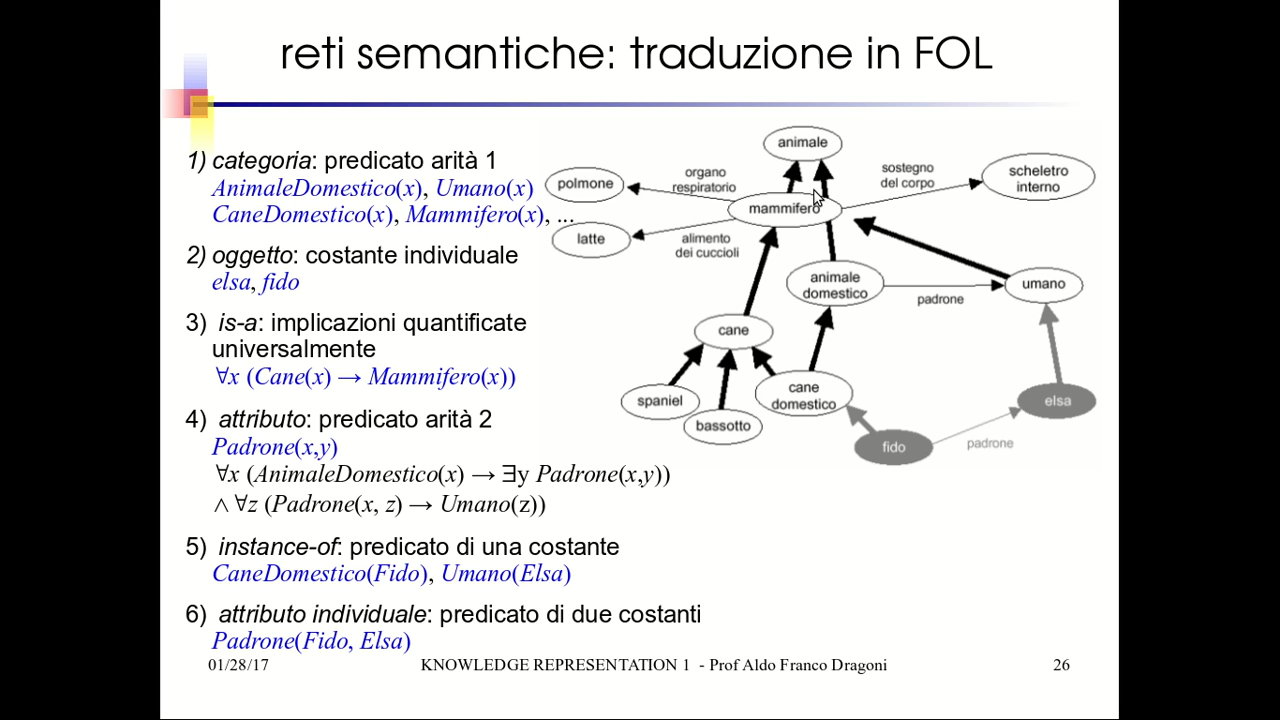 reti semantiche: traduzione in FOL
1) categoria: predicato arità 1
AnimaleDomestico(x), Umano(x)
CaneDomestico(x), Mammifero(x), ...
2) oggetto: costante individuale
elsa, fido
3) is-a: implicazioni quantificate
universalmente
∀x (Cane(x) → Mammifero(x))
4) attributo: predicato arità 2
Padrone(x,y)
∀x (AnimaleDomestico(x) → ∃y Padrone(x,y))
∧ ∀z (Padrone(x, z) → Umano(z))
5) instance-of: predicato di una costante
CaneDomestico(Fido), Umano(Elsa)
6) attributo individuale: predicato di due costanti
Padrone(Fido, Elsa)
animale
polmone
organo
respiratorio
sostegno
del corpo
scheletro
interno
mammifero
latte
alimento
dei cuccioli
animale
domestico
padrone
umano
cane
spaniel
bassotto
cane
domestico
fido
padrone
elsa
01/28/17
KNOWLEDGE REPRESENTATION 1 - Prof Aldo Franco Dragoni
26